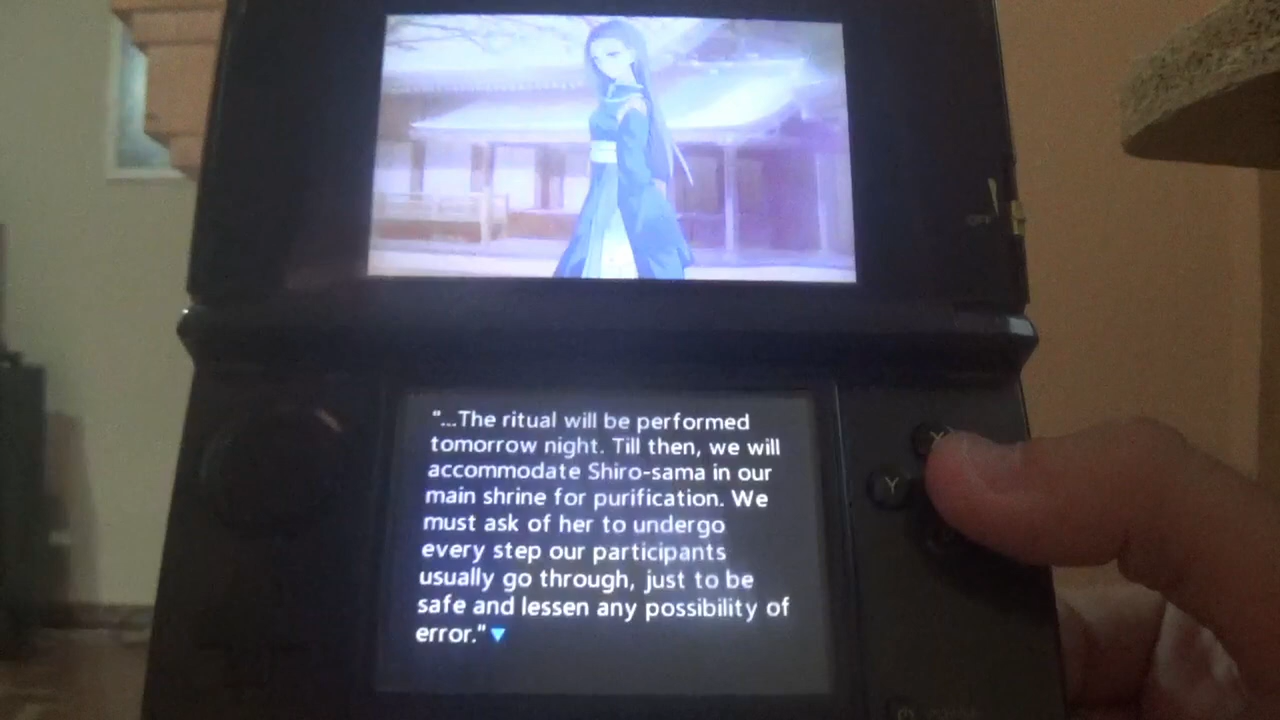 "...The ritual will be performed
tomorrow night. Till then, we will
accommodate Shiro-sama in our
main shrine for purification. We
must ask of her to undergo
every step our participants
usually go through, just to be
safe and lessen any possibility of
error."
X
Y